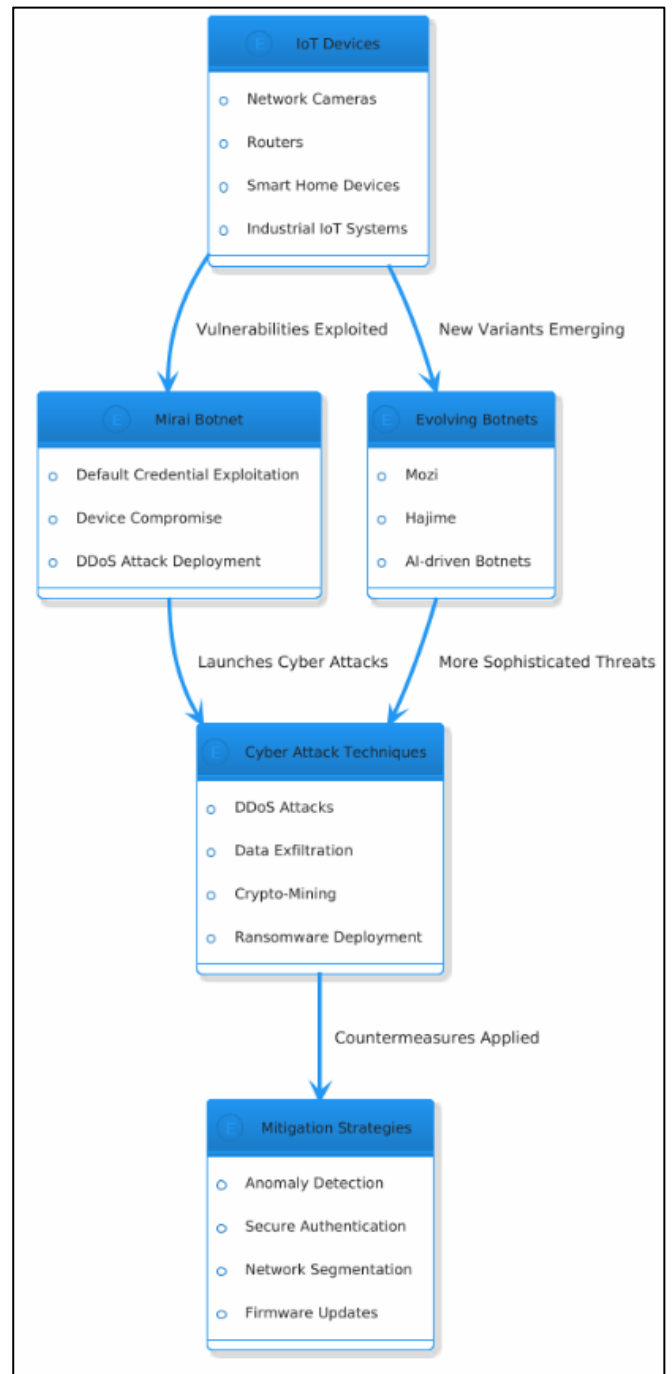 E IoT Devices
Network Cameras
Routers
Smart Home Devices
Industrial IoT Systems
Vulnerabilities Exploited
New Variants Emerging
E Mirai Botnet
Default Credential Exploitation
Device Compromise
DDoS Attack Deployment
E Evolving Botnets
Mozi
Hajime
AI-driven Botnets
Launches Cyber Attacks
More Sophisticated Threats
E Cyber Attack Techniques
DDoS Attacks
Data Exfiltration
Crypto-Mining
Ransomware Deployment
Countermeasures Applied
E Mitigation Strategies
Anomaly Detection
Secure Authentication
Network Segmentation
Firmware Updates